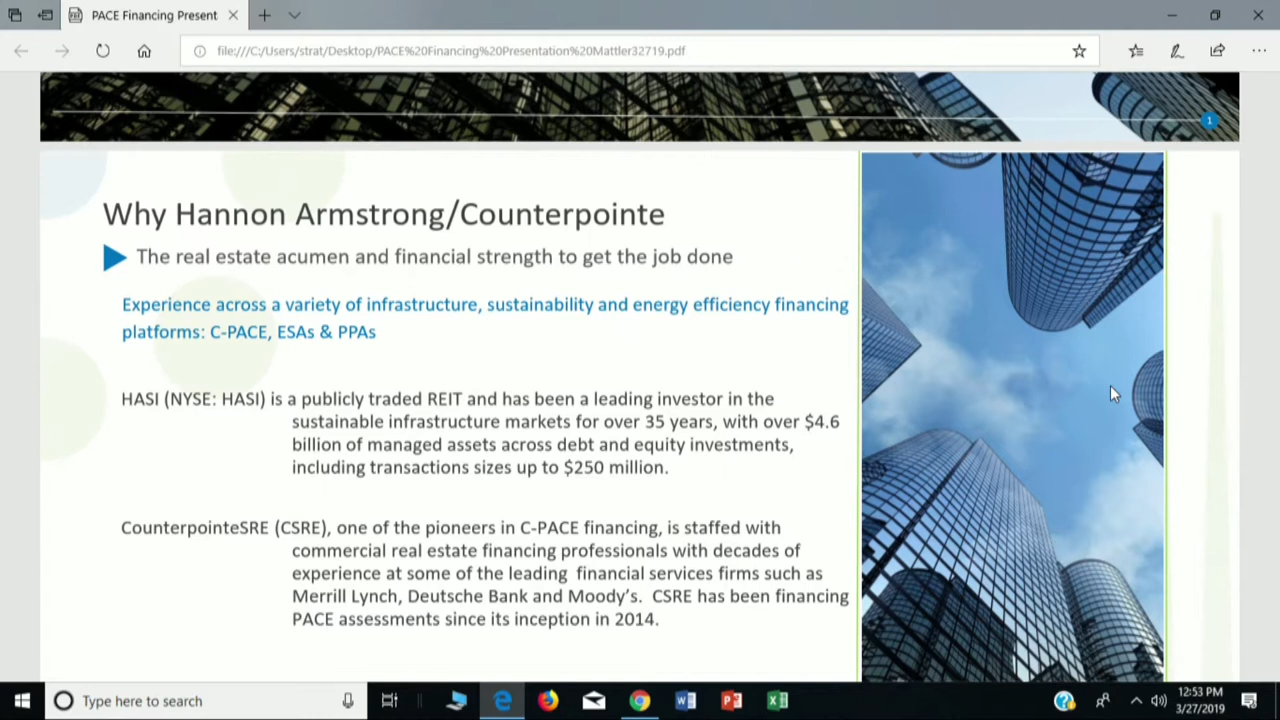 PACE Financing Present
file:///C:/Users/strat/Desktop/PACE%20Financing%20Presentation%20Mattler32719.pdf
1
Why Hannon Armstrong/Counterpointe
The real estate acumen and financial strength to get the job done
Experience across a variety of infrastructure, sustainability and energy efficiency financing
platforms: C-PACE, ESAs & PPAs
HASI (NYSE: HASI) is a publicly traded REIT and has been a leading investor in the
sustainable infrastructure markets for over 35 years, with over $4.6
billion of managed assets across debt and equity investments,
including transactions sizes up to $250 million.
CounterpointeSRE (CSRE), one of the pioneers in C-PACE financing, is staffed with
commercial real estate financing professionals with decades of
experience at some of the leading financial services firms such as
Merrill Lynch, Deutsche Bank and Moody's. CSRE has been financing
PACE assessments since its inception in 2014.
Type here to search
12:53 PM
3/27/2019